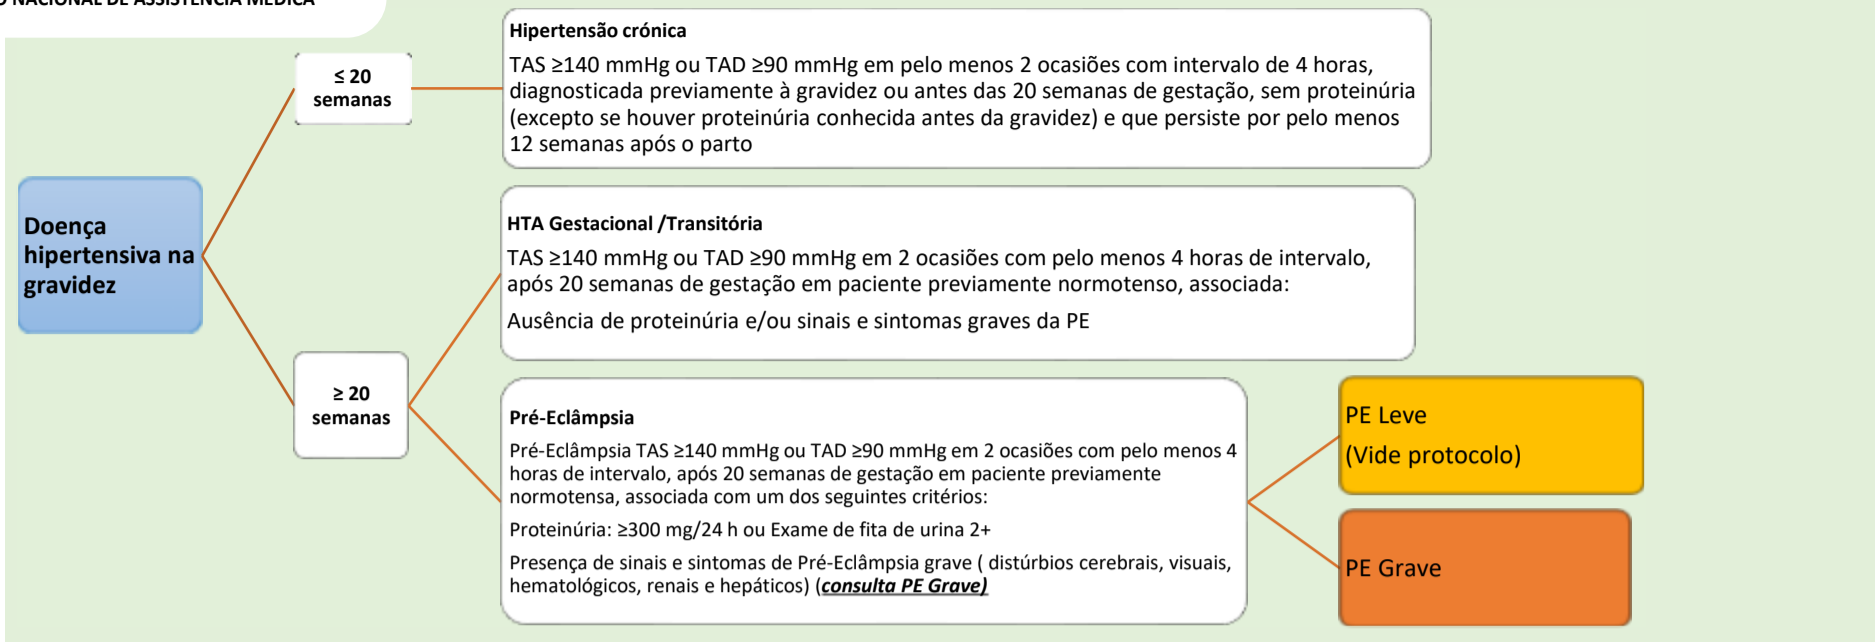 NACIONAL DE ASSISTÊNCIA MÉDICA
Hipertensão crónica
TAS ≥140 mmHg ou TAD ≥90 mmHg em pelo menos 2 ocasiões com intervalo de 4 horas,
diagnosticada previamente à gravidez ou antes das 20 semanas de gestação, sem proteinúria
(excepto se houver proteinúria conhecida antes da gravidez) e que persiste por pelo menos
12 semanas após o parto
≤ 20
semanas
Doença
hipertensiva na
gravidez
HTA Gestacional /Transitória
TAS ≥140 mmHg ou TAD ≥90 mmHg em 2 ocasiões com pelo menos 4 horas de intervalo,
após 20 semanas de gestação em paciente previamente normotenso, associada:
Ausência de proteinúria e/ou sinais e sintomas graves da PE
≥ 20
semanas
Pré-Eclâmpsia
Pré-Eclâmpsia TAS ≥140 mmHg ou TAD ≥90 mmHg em 2 ocasiões com pelo menos 4
horas de intervalo, após 20 semanas de gestação em paciente previamente
normotensa, associada com um dos seguintes critérios:
Proteinúria: ≥300 mg/24 h ou Exame de fita de urina 2+
Presença de sinais e sintomas de Pré-Eclâmpsia grave ( distúrbios cerebrais, visuais,
hematológicos, renais e hepáticos) (consulta PE Grave)
PE Leve
(Vide protocolo)
PE Grave